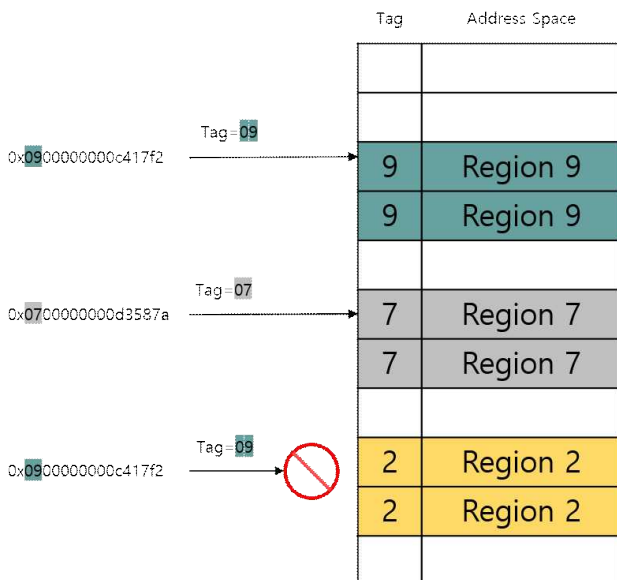 Tag Address Space
Tag=09
0x0900000000c417f2
9 Region 9
9 Region 9
Tag=07
0x0700000000d3587a
7 Region 7
7 Region 7
Tag=09
0x0900000000c417f2
2 Region 2
2 Region 2